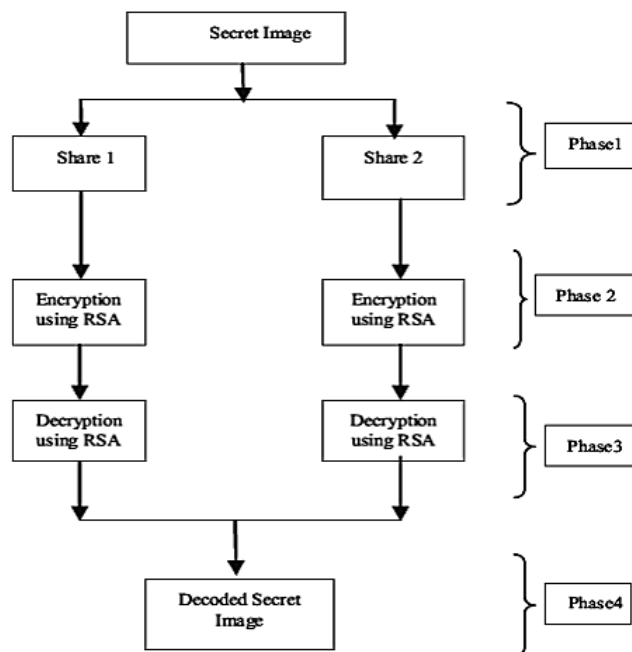 Secret Image
Share 1
Share 2
Phase1
Encryption
using RSA
Encryption
using RSA
Phase 2
Decryption
using RSA
Decryption
using RSA
Phase3
Decoded Secret
Image
Phase4